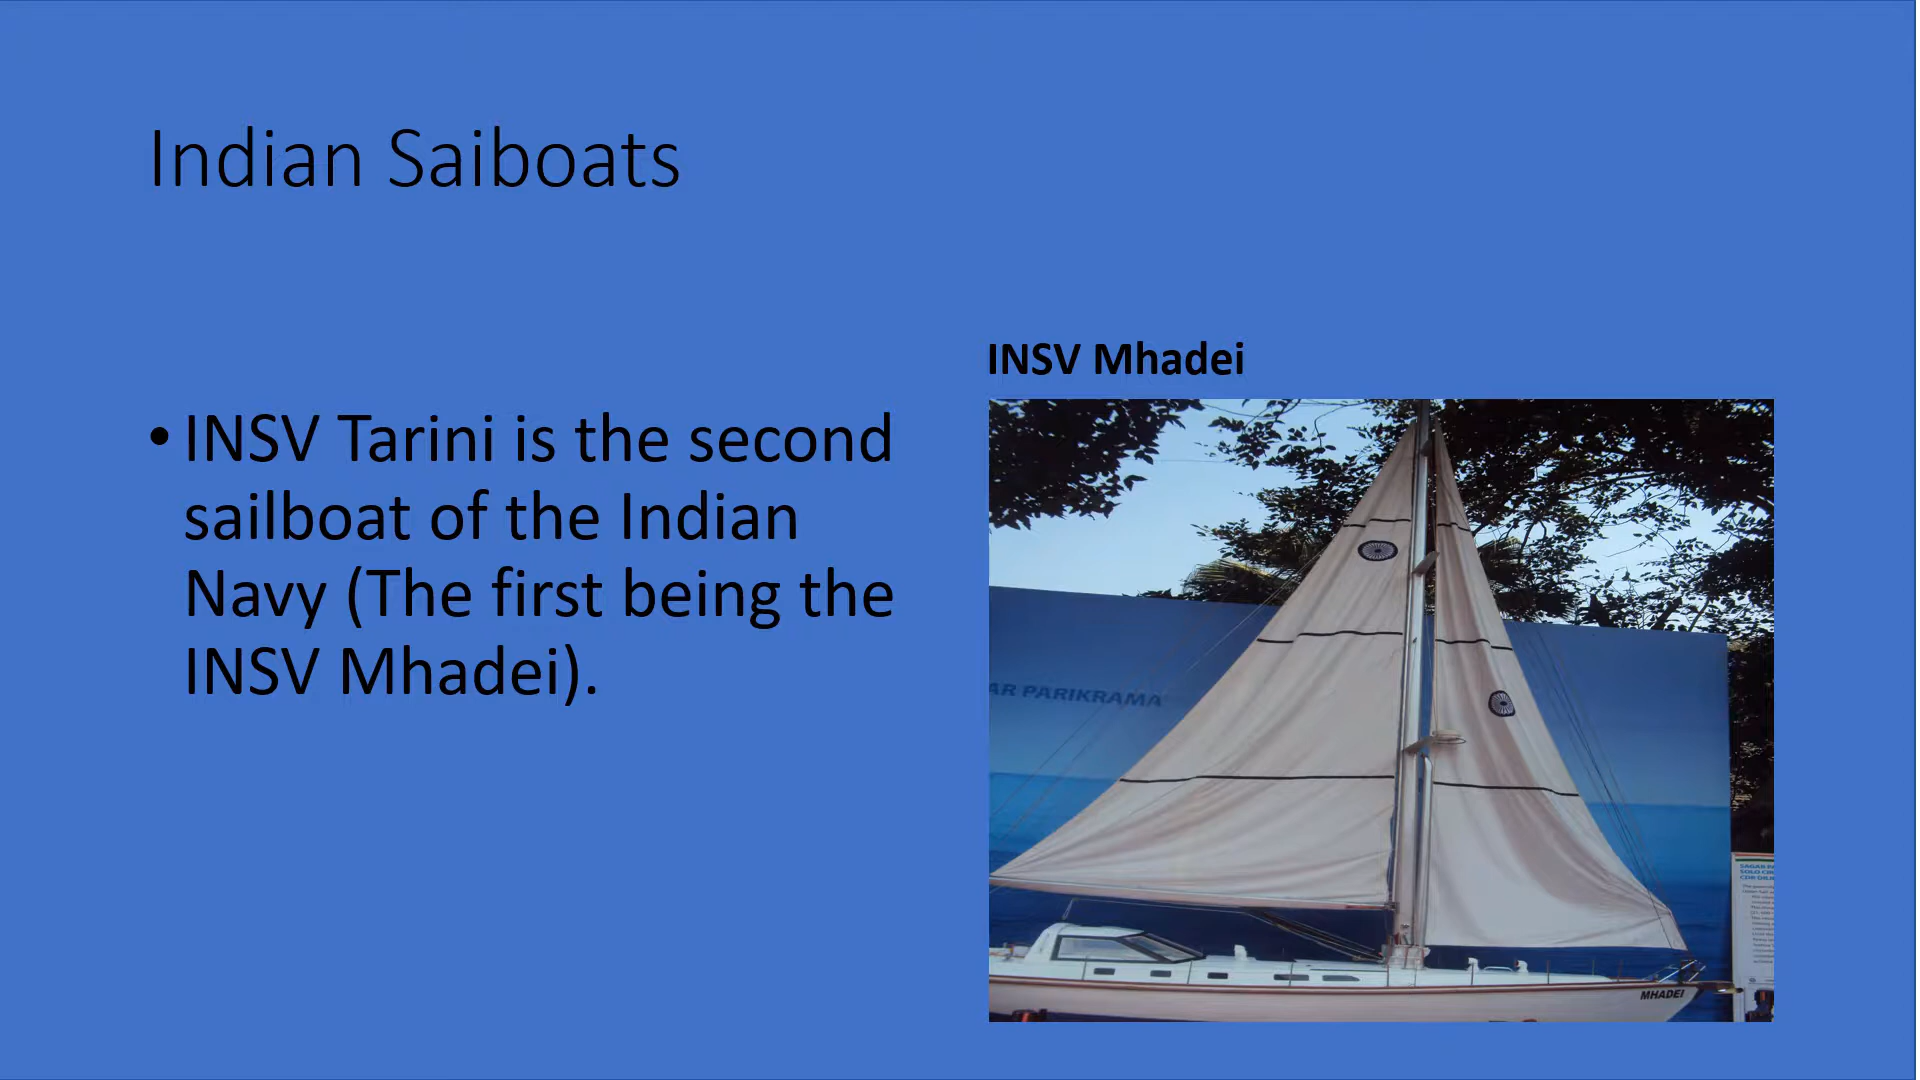 Indian Saiboats
• INSV Tarini is the second
sailboat of the Indian
Navy (The first being the
INSV Mhadei).
INSV Mhadei
AR PARIKRAMA
MHADEI